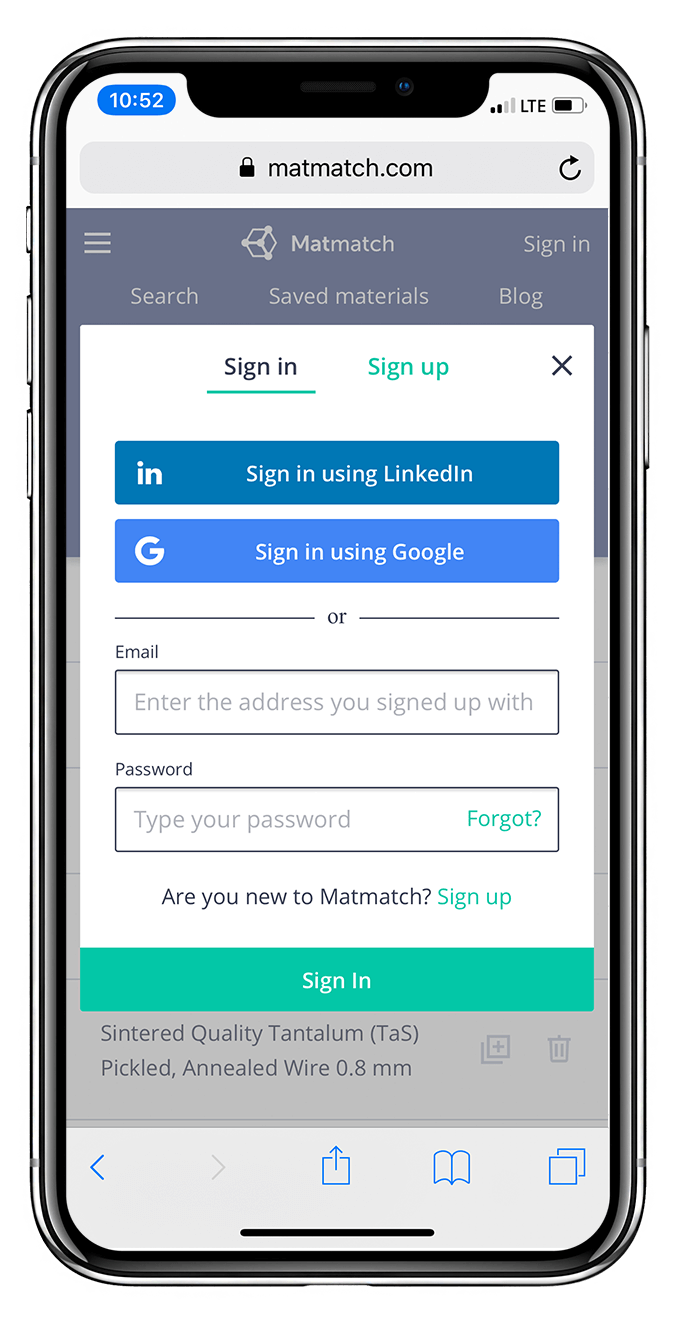 10:52 LTE
matmatch.com
Matmatch Sign in
Search Saved materials Blog
Sign in Sign up
in Sign in using LinkedIn
G Sign in using Google
or
Email
Enter the address you signed up with
Password
Type your password Forgot?
Are you new to Matmatch? Sign up
Sign In
Sintered Quality Tantalum (TaS)
Pickled, Annealed Wire 0.8 mm